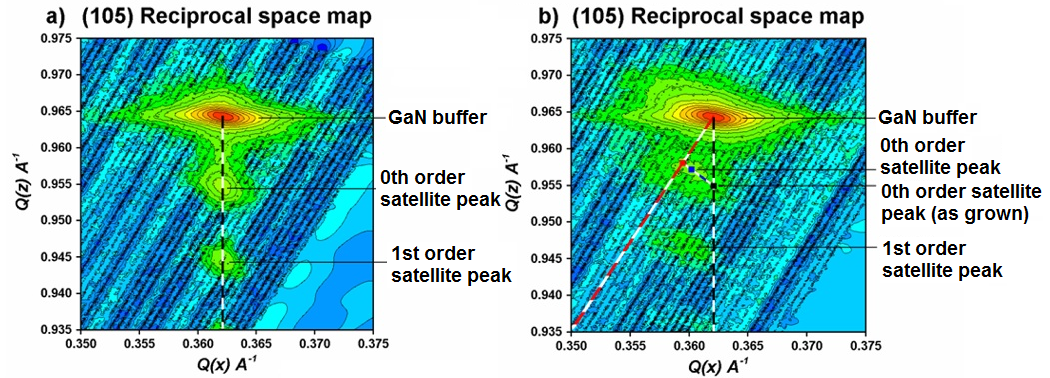 a) (105) Reciprocal space map
0.975
0.970
0.965
0.960
0.955
0.950
0.945
0.940
0.935
Q(z) A⁻¹
0.350
0.355
0.360
0.365
0.370
0.375
Q(x) A⁻¹
GaN buffer
0th order
satellite peak
1st order
satellite peak
b) (105) Reciprocal space map
0.975
0.970
0.965
0.960
0.955
0.950
0.945
0.940
0.935
Q(z) A⁻¹
0.350
0.355
0.360
0.365
0.370
0.375
Q(x) A⁻¹
GaN buffer
0th order
satellite peak
0th order satellite
peak (as grown)
1st order
satellite peak